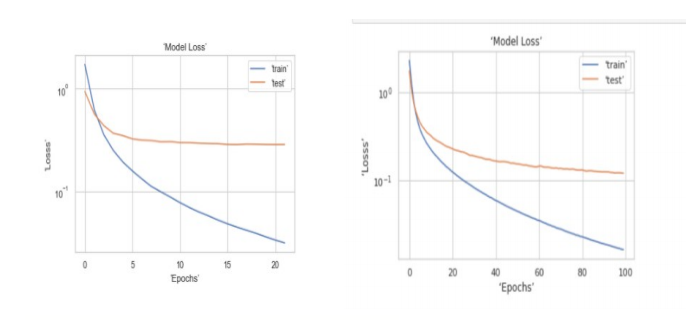 'Model Loss'
'train'
'test'
10⁰
10⁻¹
'Losss'
0 5 10 15 20
'Epochs'
'Model Loss'
'train'
'test'
10⁰
10⁻¹
'Losss'
0 20 40 60 80 100
'Epochs'